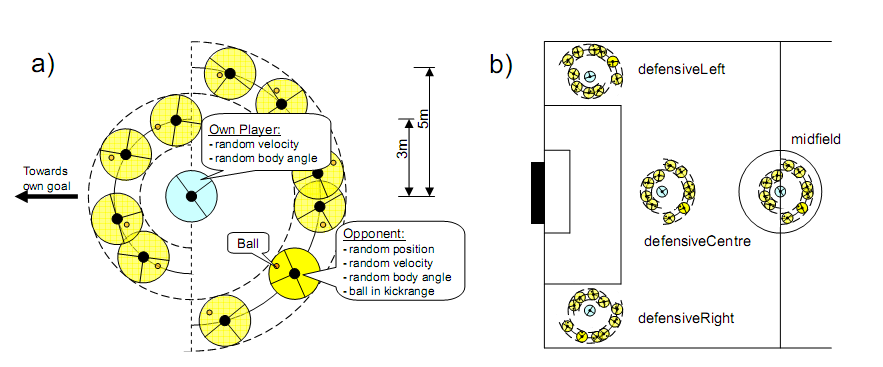 a)
Own Player:
- random velocity
- random body angle
Towards
own goal
3m
5m
Ball
Opponent:
- random position
- random velocity
- random body angle
- ball in kickrange
b)
defensiveLeft
midfield
defensiveCentre
defensiveRight